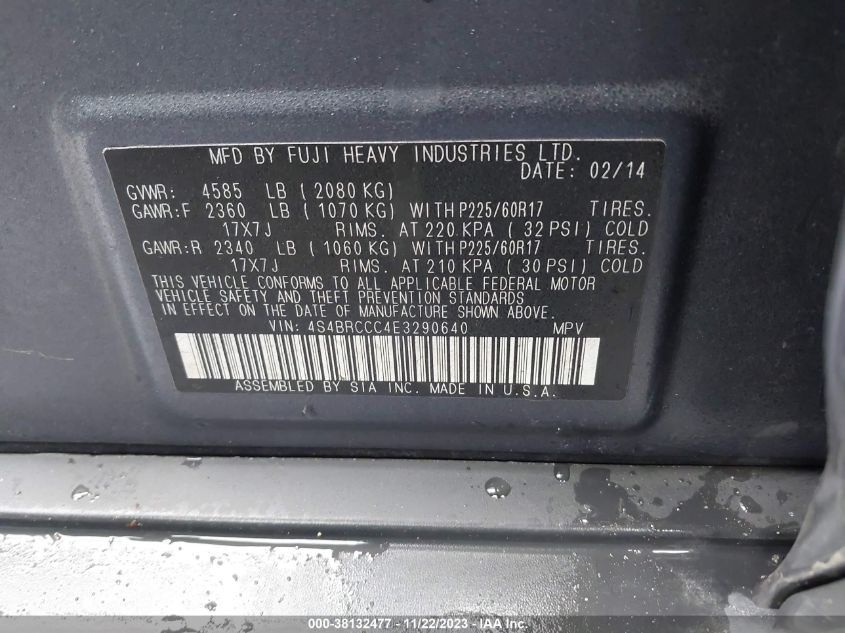 MFD BY FUJI HEAVY INDUSTRIES LTD.
DATE: 02/14
GVWR: 4585 LB ( 2080 KG)
GAWR:F 2360 LB ( 1070 KG) WITH P225/60R17 TIRES.
17X7J RIMS. AT 220 KPA ( 32 PSI) COLD
GAWR:R 2340 LB ( 1060 KG) WITH P225/60R17 TIRES.
17X7J RIMS. AT 210 KPA ( 30 PSI) COLD
THIS VEHICLE CONFORMS TO ALL APPLICABLE FEDERAL MOTOR
VEHICLE SAFETY AND THEFT PREVENTION STANDARDS
IN EFFECT ON THE DATE OF MANUFACTURE SHOWN ABOVE.
VIN: 4S4BRCCC4E3290640 MPV
ASSEMBLED BY SIA INC. MADE IN U.S.A.
000-38132477 - 11/22/2023 - IAA Inc.